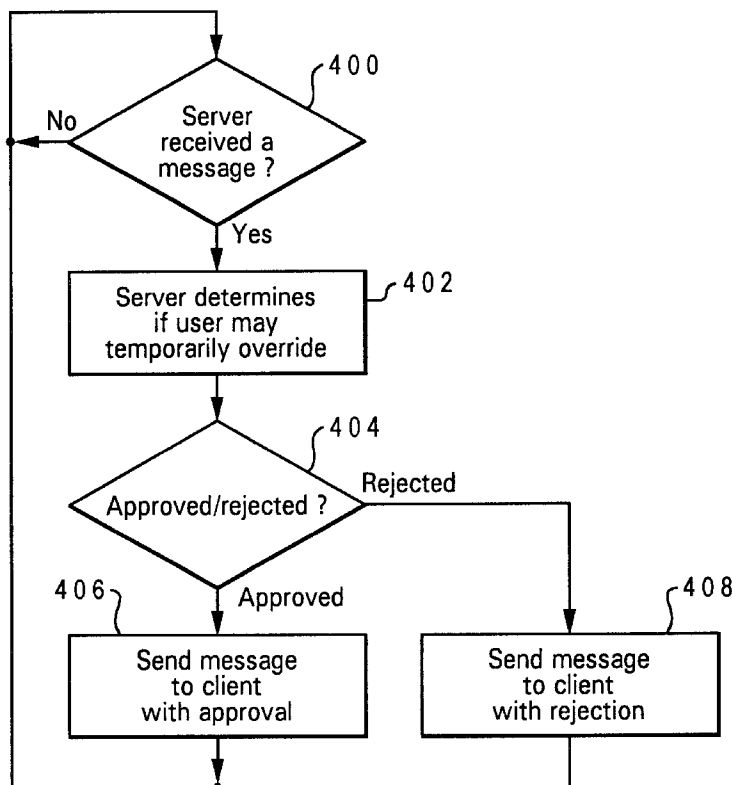 400
Server
received a
message ?
No
Yes
402
Server determines
if user may
temporarily override
404
Approved/rejected ?
Rejected
Approved
406
Send message
to client
with approval
408
Send message
to client
with rejection